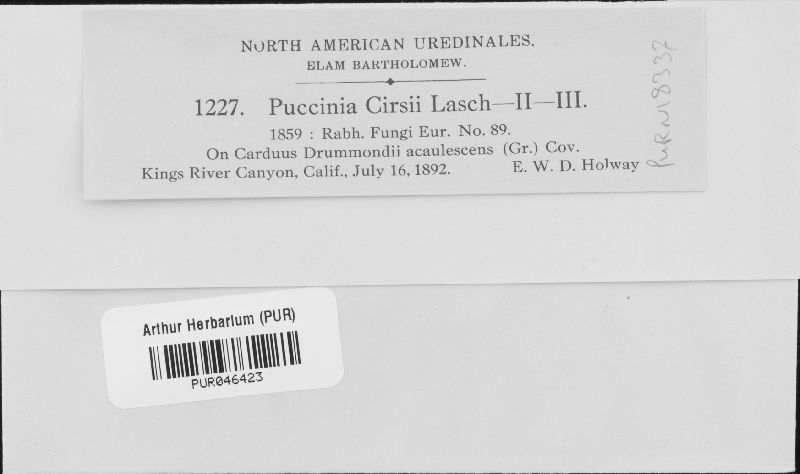 NORTH AMERICAN UREDINALES.
ELAM BARTHOLOMEW.
1227. Puccinia Cirsii Lasch—II—III.
1859 : Rabh. Fungi Eur. No. 89.
On Carduus Drummondii acaulescens (Gr.) Cov.
Kings River Canyon, Calif., July 16, 1892. E. W. D. Holway
PUR N18337
Arthur Herbarium (PUR)
PUR046423